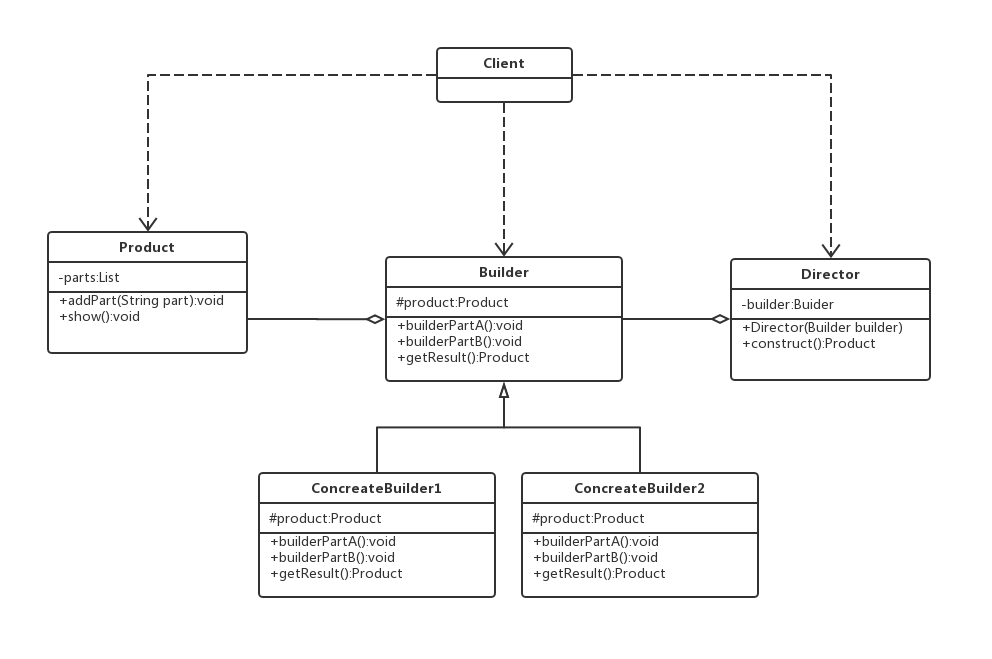 Client
Product
-parts:List
+addPart(String part):void
+show():void
Builder
#product:Product
+builderPartA():void
+builderPartB():void
+getResult():Product
Director
-builder:Buider
+Director(Builder builder)
+construct():Product
ConcreateBuilder1
#product:Product
+builderPartA():void
+builderPartB():void
+getResult():Product
ConcreateBuilder2
#product:Product
+builderPartA():void
+builderPartB():void
+getResult():Product